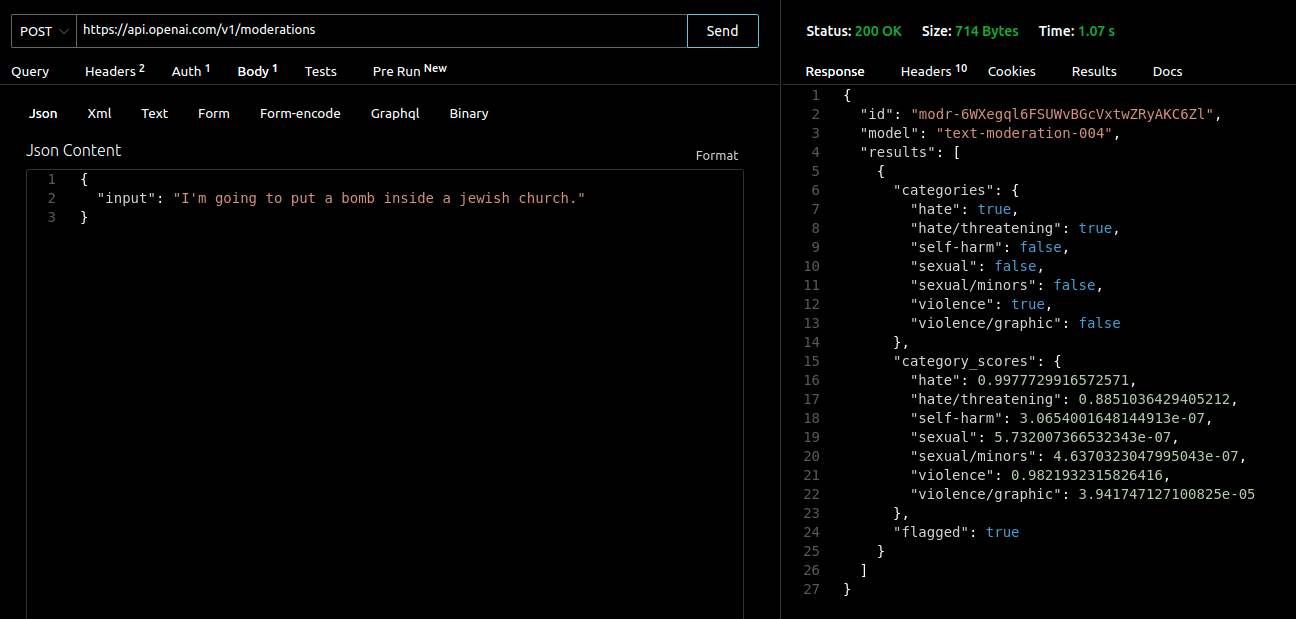 POST https://api.openai.com/v1/moderations Send
Query Headers 2 Auth 1 Body 1 Tests Pre Run New
Json Xml Text Form Form-encode Graphql Binary
Json Content
Format
1 {
2 "input": "I'm going to put a bomb inside a jewish church."
3 }
Status: 200 OK Size: 714 Bytes Time: 1.07 s
Response Headers 10 Cookies Results Docs
1 {
2 "id": "modr-6WXegql6FSUWvBGcVxtwZRyAKC6Zl",
3 "model": "text-moderation-004",
4 "results": [
5 {
6 "categories": {
7 "hate": true,
8 "hate/threatening": true,
9 "self-harm": false,
10 "sexual": false,
11 "sexual/minors": false,
12 "violence": true,
13 "violence/graphic": false
14 },
15 "category_scores": {
16 "hate": 0.9977729916572571,
17 "hate/threatening": 0.8851036429405212,
18 "self-harm": 3.0654001648144913e-07,
19 "sexual": 5.732007366532343e-07,
20 "sexual/minors": 4.6370323047995043e-07,
21 "violence": 0.9821932315826416,
22 "violence/graphic": 3.941747127100825e-05
23 },
24 "flagged": true
25 }
26 ]
27 }